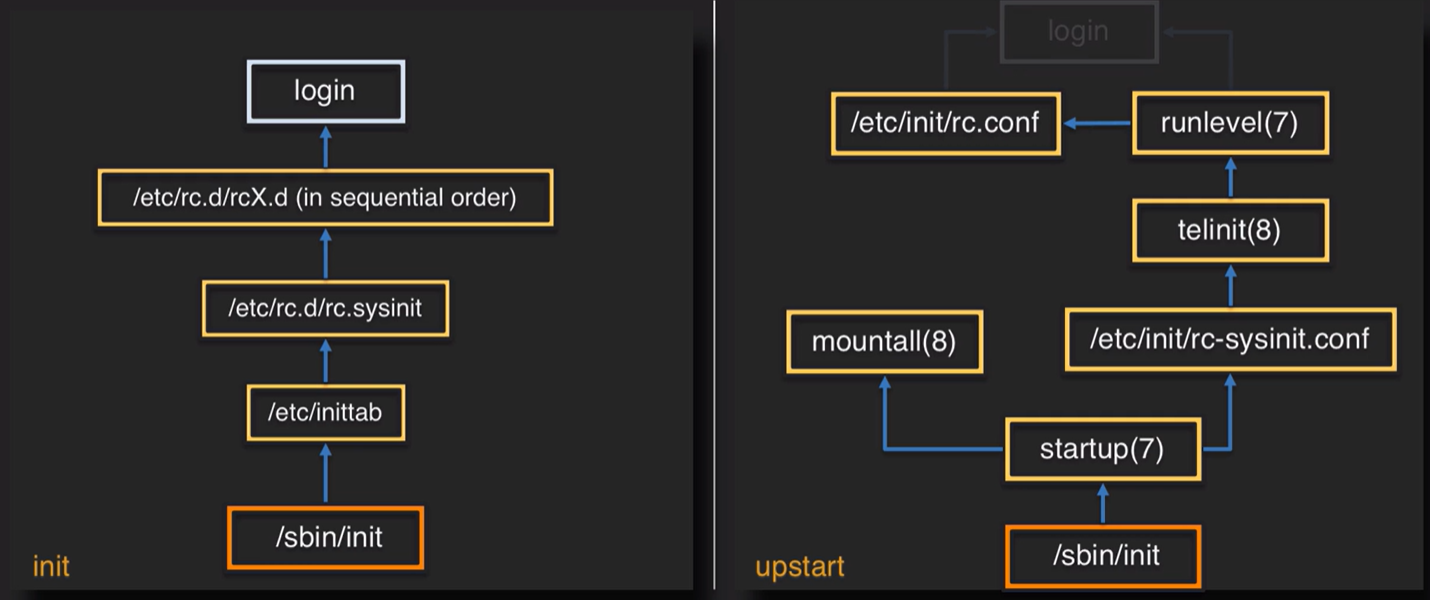 login
/etc/rc.d/rcX.d (in sequential order)
/etc/rc.d/rc.sysinit
/etc/inittab
/sbin/init
init
login
/etc/init/rc.conf
runlevel(7)
telinit(8)
mountall(8)
/etc/init/rc-sysinit.conf
startup(7)
/sbin/init
upstart